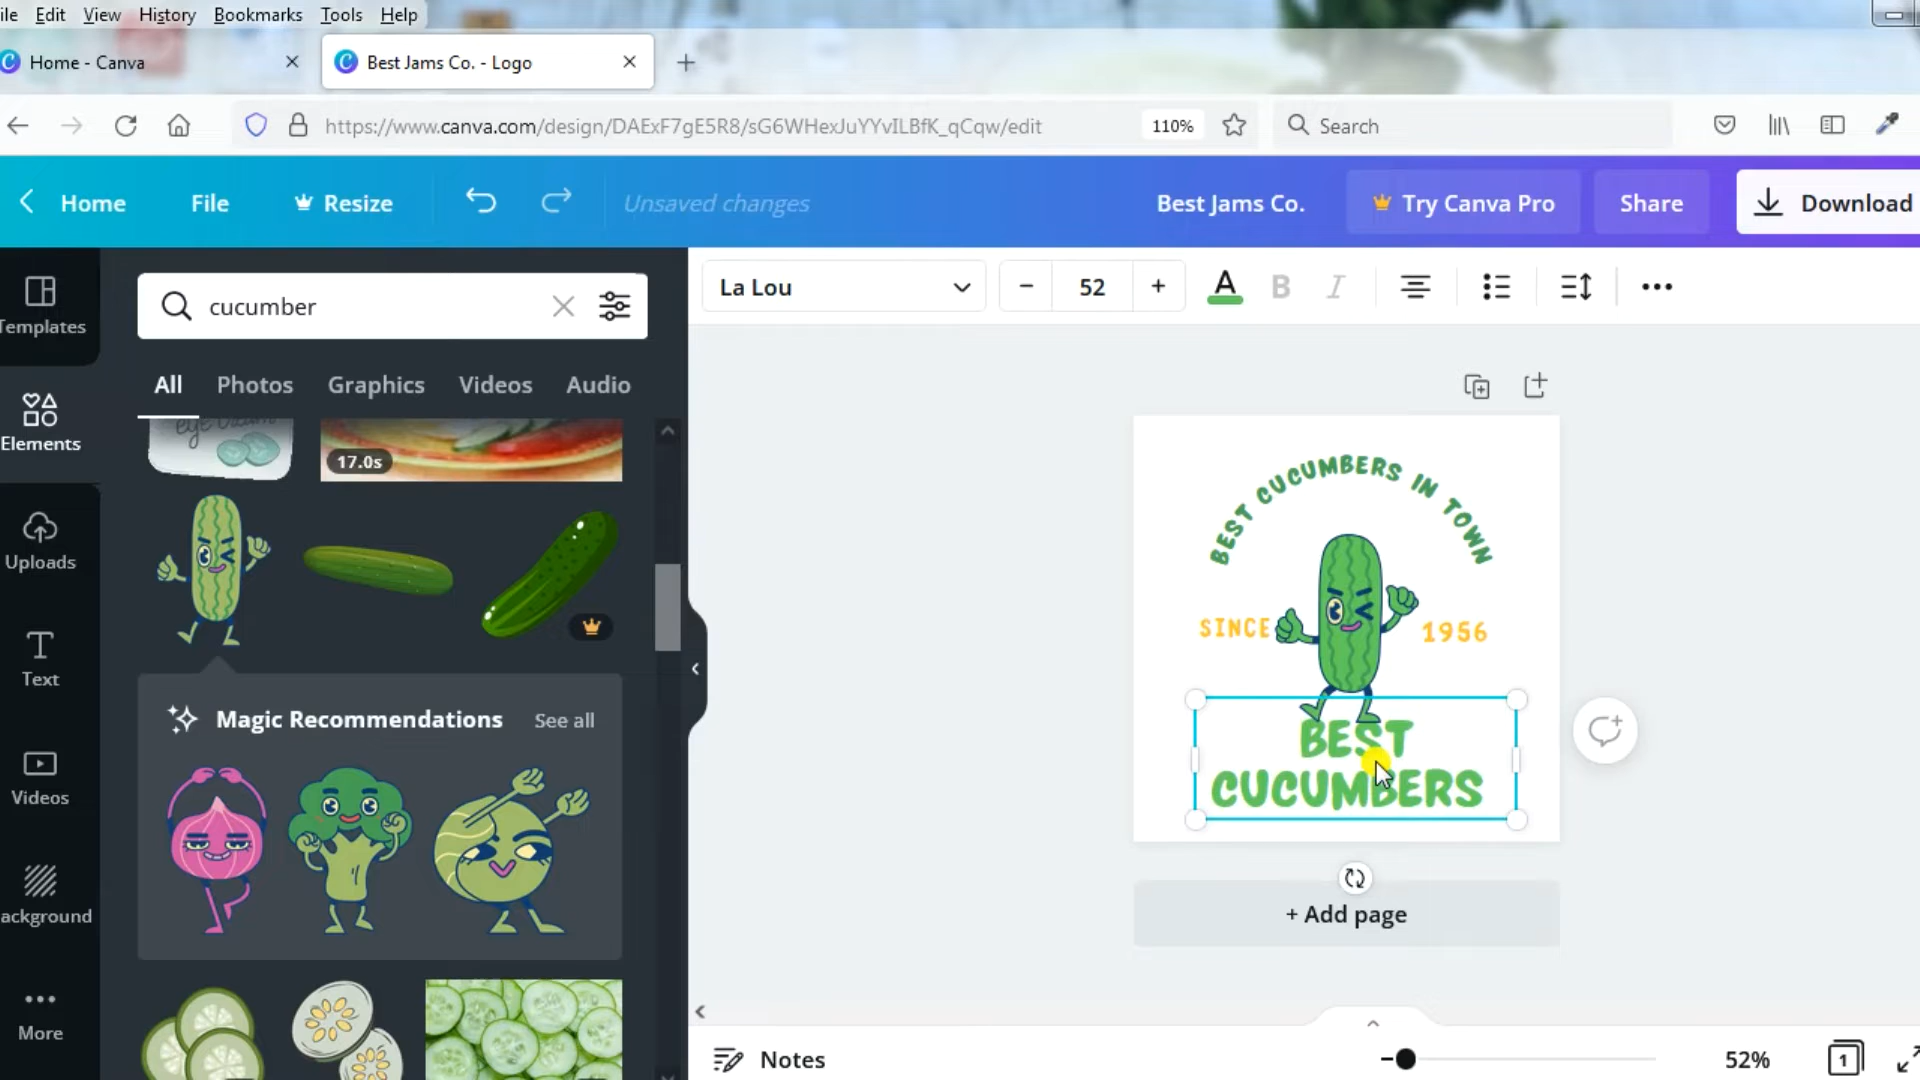 ile Edit View History Bookmarks Tools Help
Home - Canva
Best Jams Co. - Logo
https://www.canva.com/design/DAExF7gE5R8/sG6WHexJuYYvILBfK_qCqw/edit
110%
Search
Home
File
Resize
Unsaved changes
Best Jams Co.
Try Canva Pro
Share
Download
Templates
Elements
Uploads
Text
Videos
ackground
More
cucumber
All
Photos
Graphics
Videos
Audio
eye cream
17.0s
Magic Recommendations
See all
La Lou
52
A
B
I
BEST CUCUMBERS IN TOWN
SINCE
1956
BEST
CUCUMBERS
+ Add page
Notes
52%
1